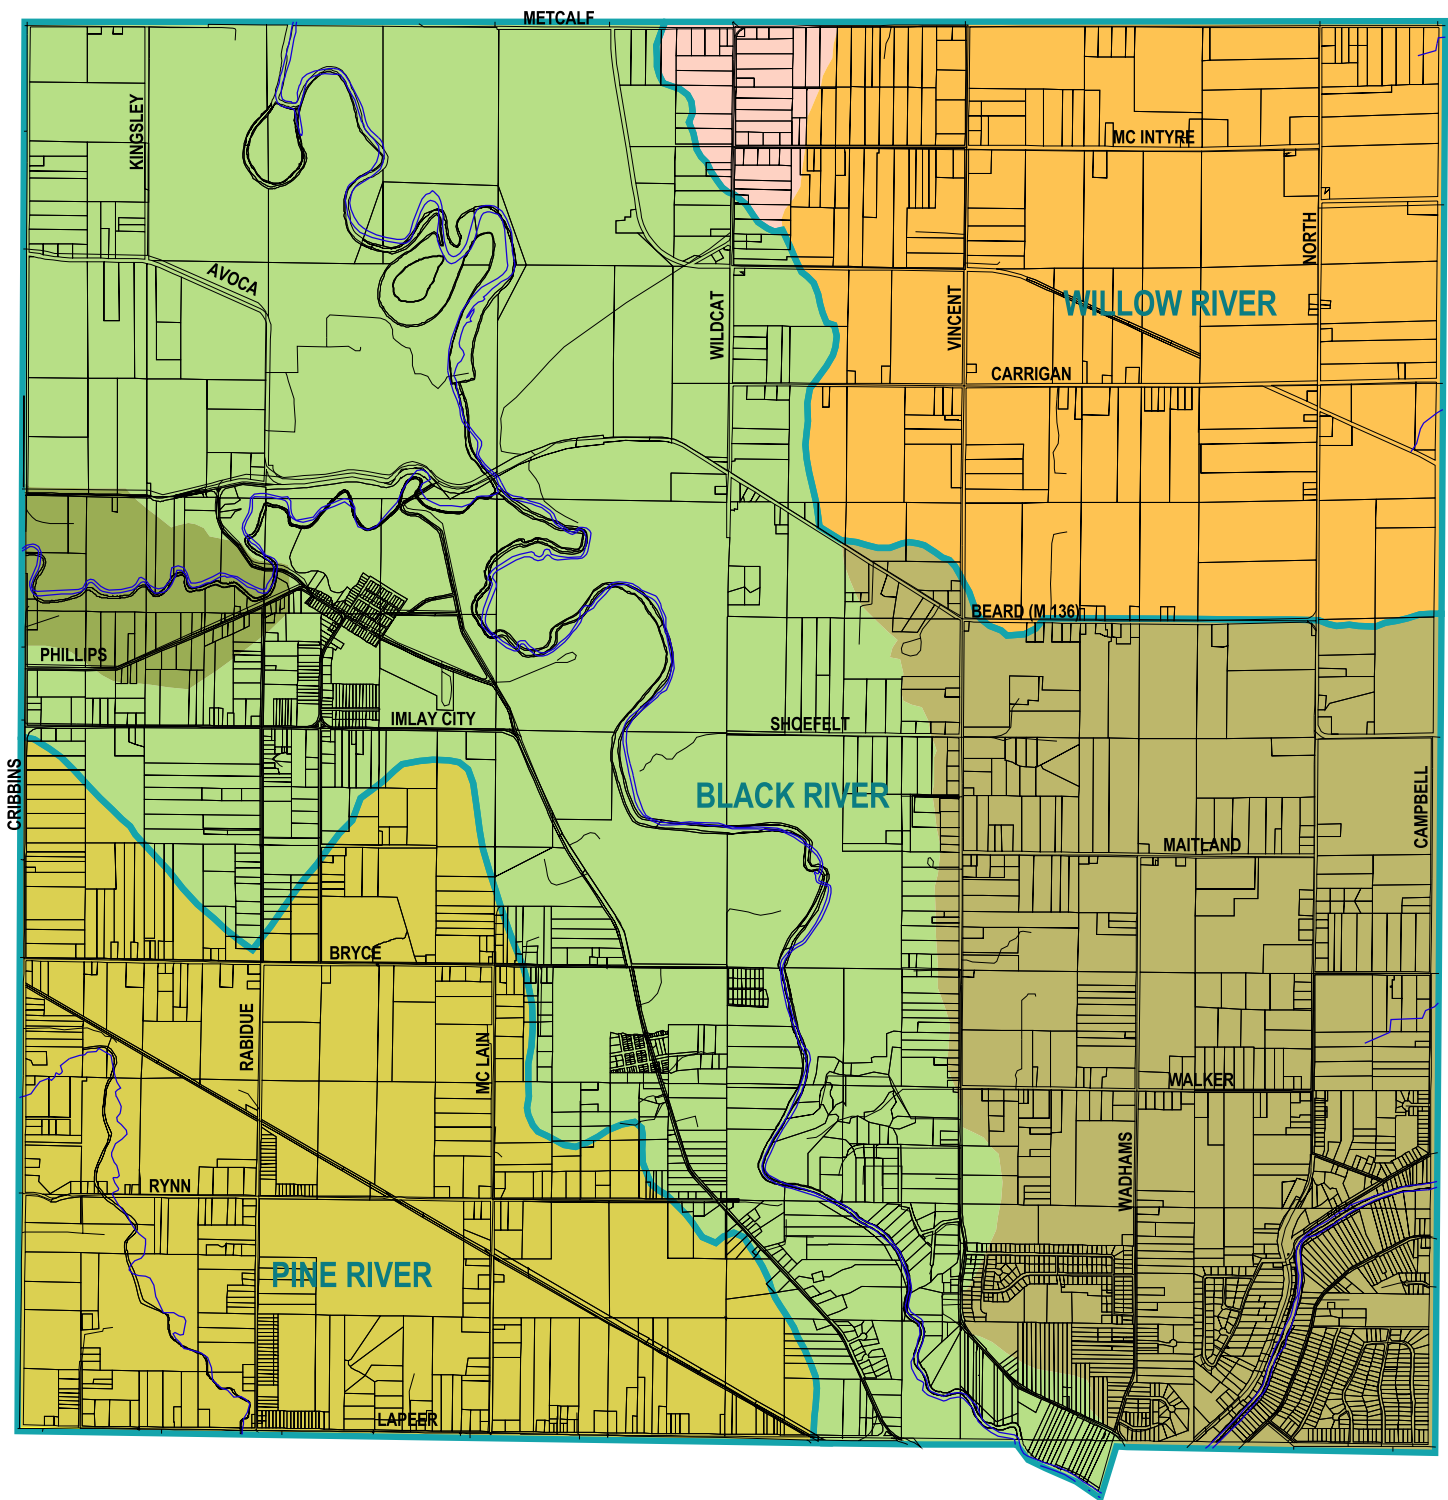 METCALF
KINGSLEY
MC INTYRE
NORTH
AVOCA
WILLOW RIVER
WILDCAT
VINCENT
CARRIGAN
BEARD (M 136)
PHILLIPS
IMLAY CITY
SHOEFELT
CRIBBINS
BLACK RIVER
CAMPBELL
MAITLAND
BRYCE
RABIDUE
MC LAIN
WALKER
WADHAMS
RYNN
PINE RIVER
LAPEER